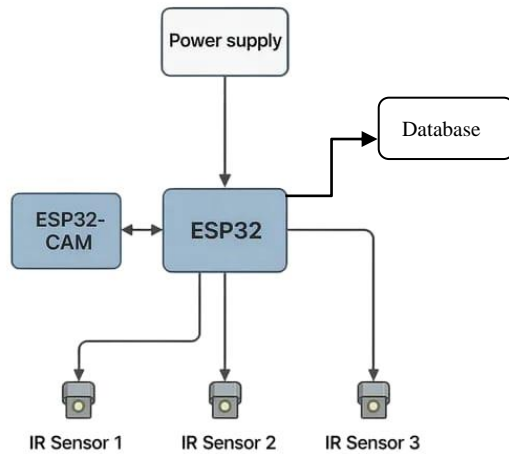 Power supply
Database
ESP32-
CAM
ESP32
IR Sensor 1
IR Sensor 2
IR Sensor 3